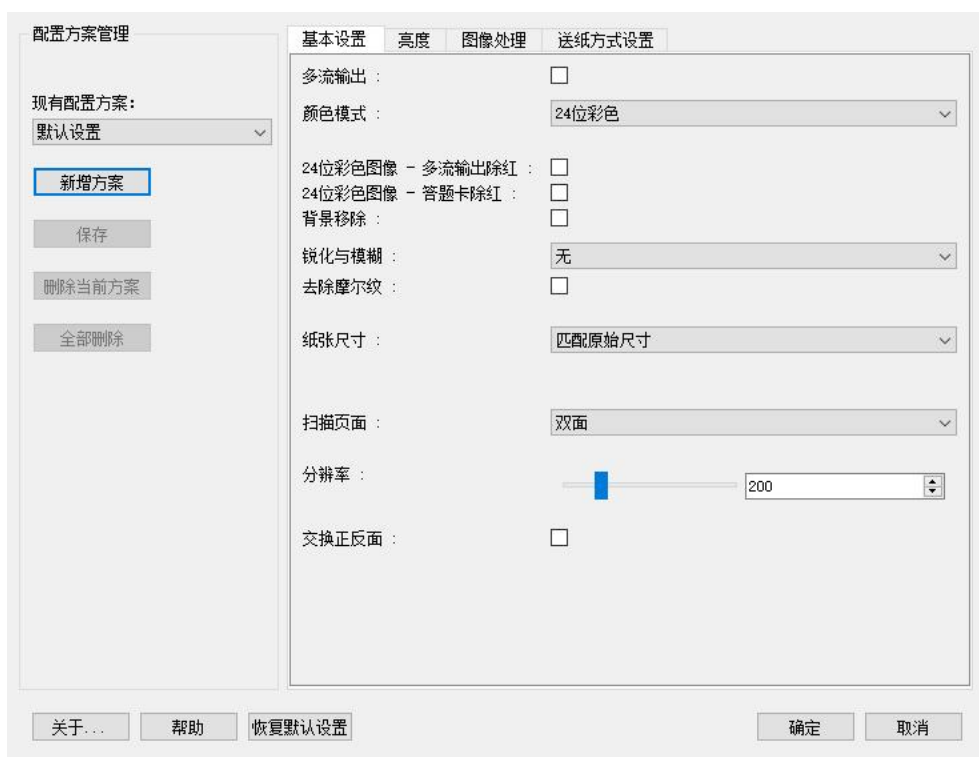 配置方案管理
现有配置方案：
默认设置
新增方案
保存
删除当前方案
全部删除
基本设置 亮度 图像处理 送纸方式设置
多流输出 :
颜色模式 : 24位彩色
24位彩色图像 - 多流输出除红 :
24位彩色图像 - 答题卡除红 :
背景移除 :
锐化与模糊 : 无
去除摩尔纹 :
纸张尺寸 : 匹配原始尺寸
扫描页面 : 双面
分辨率 : 200
交换正反面 :
关于... 帮助 恢复默认设置 确定 取消